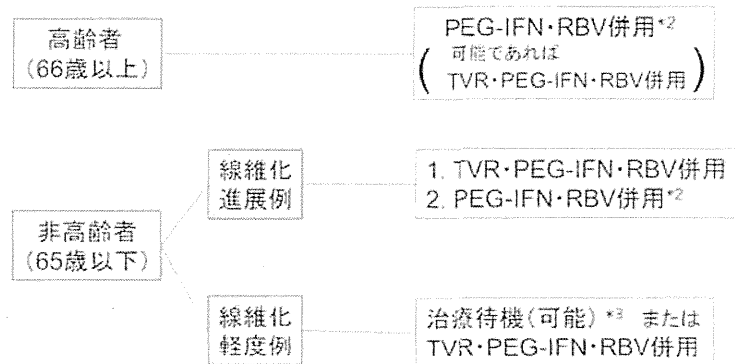 高齢者
(66歳以上)
PEG-IFN・RBV併用*2
(可能であれば
TVR・PEG-IFN・RBV併用)
非高齢者
(65歳以下)
線維化
進展例
1. TVR・PEG-IFN・RBV併用
2. PEG-IFN・RBV併用*2
線維化
軽度例
治療待機(可能)*3 または
TVR・PEG-IFN・RBV併用